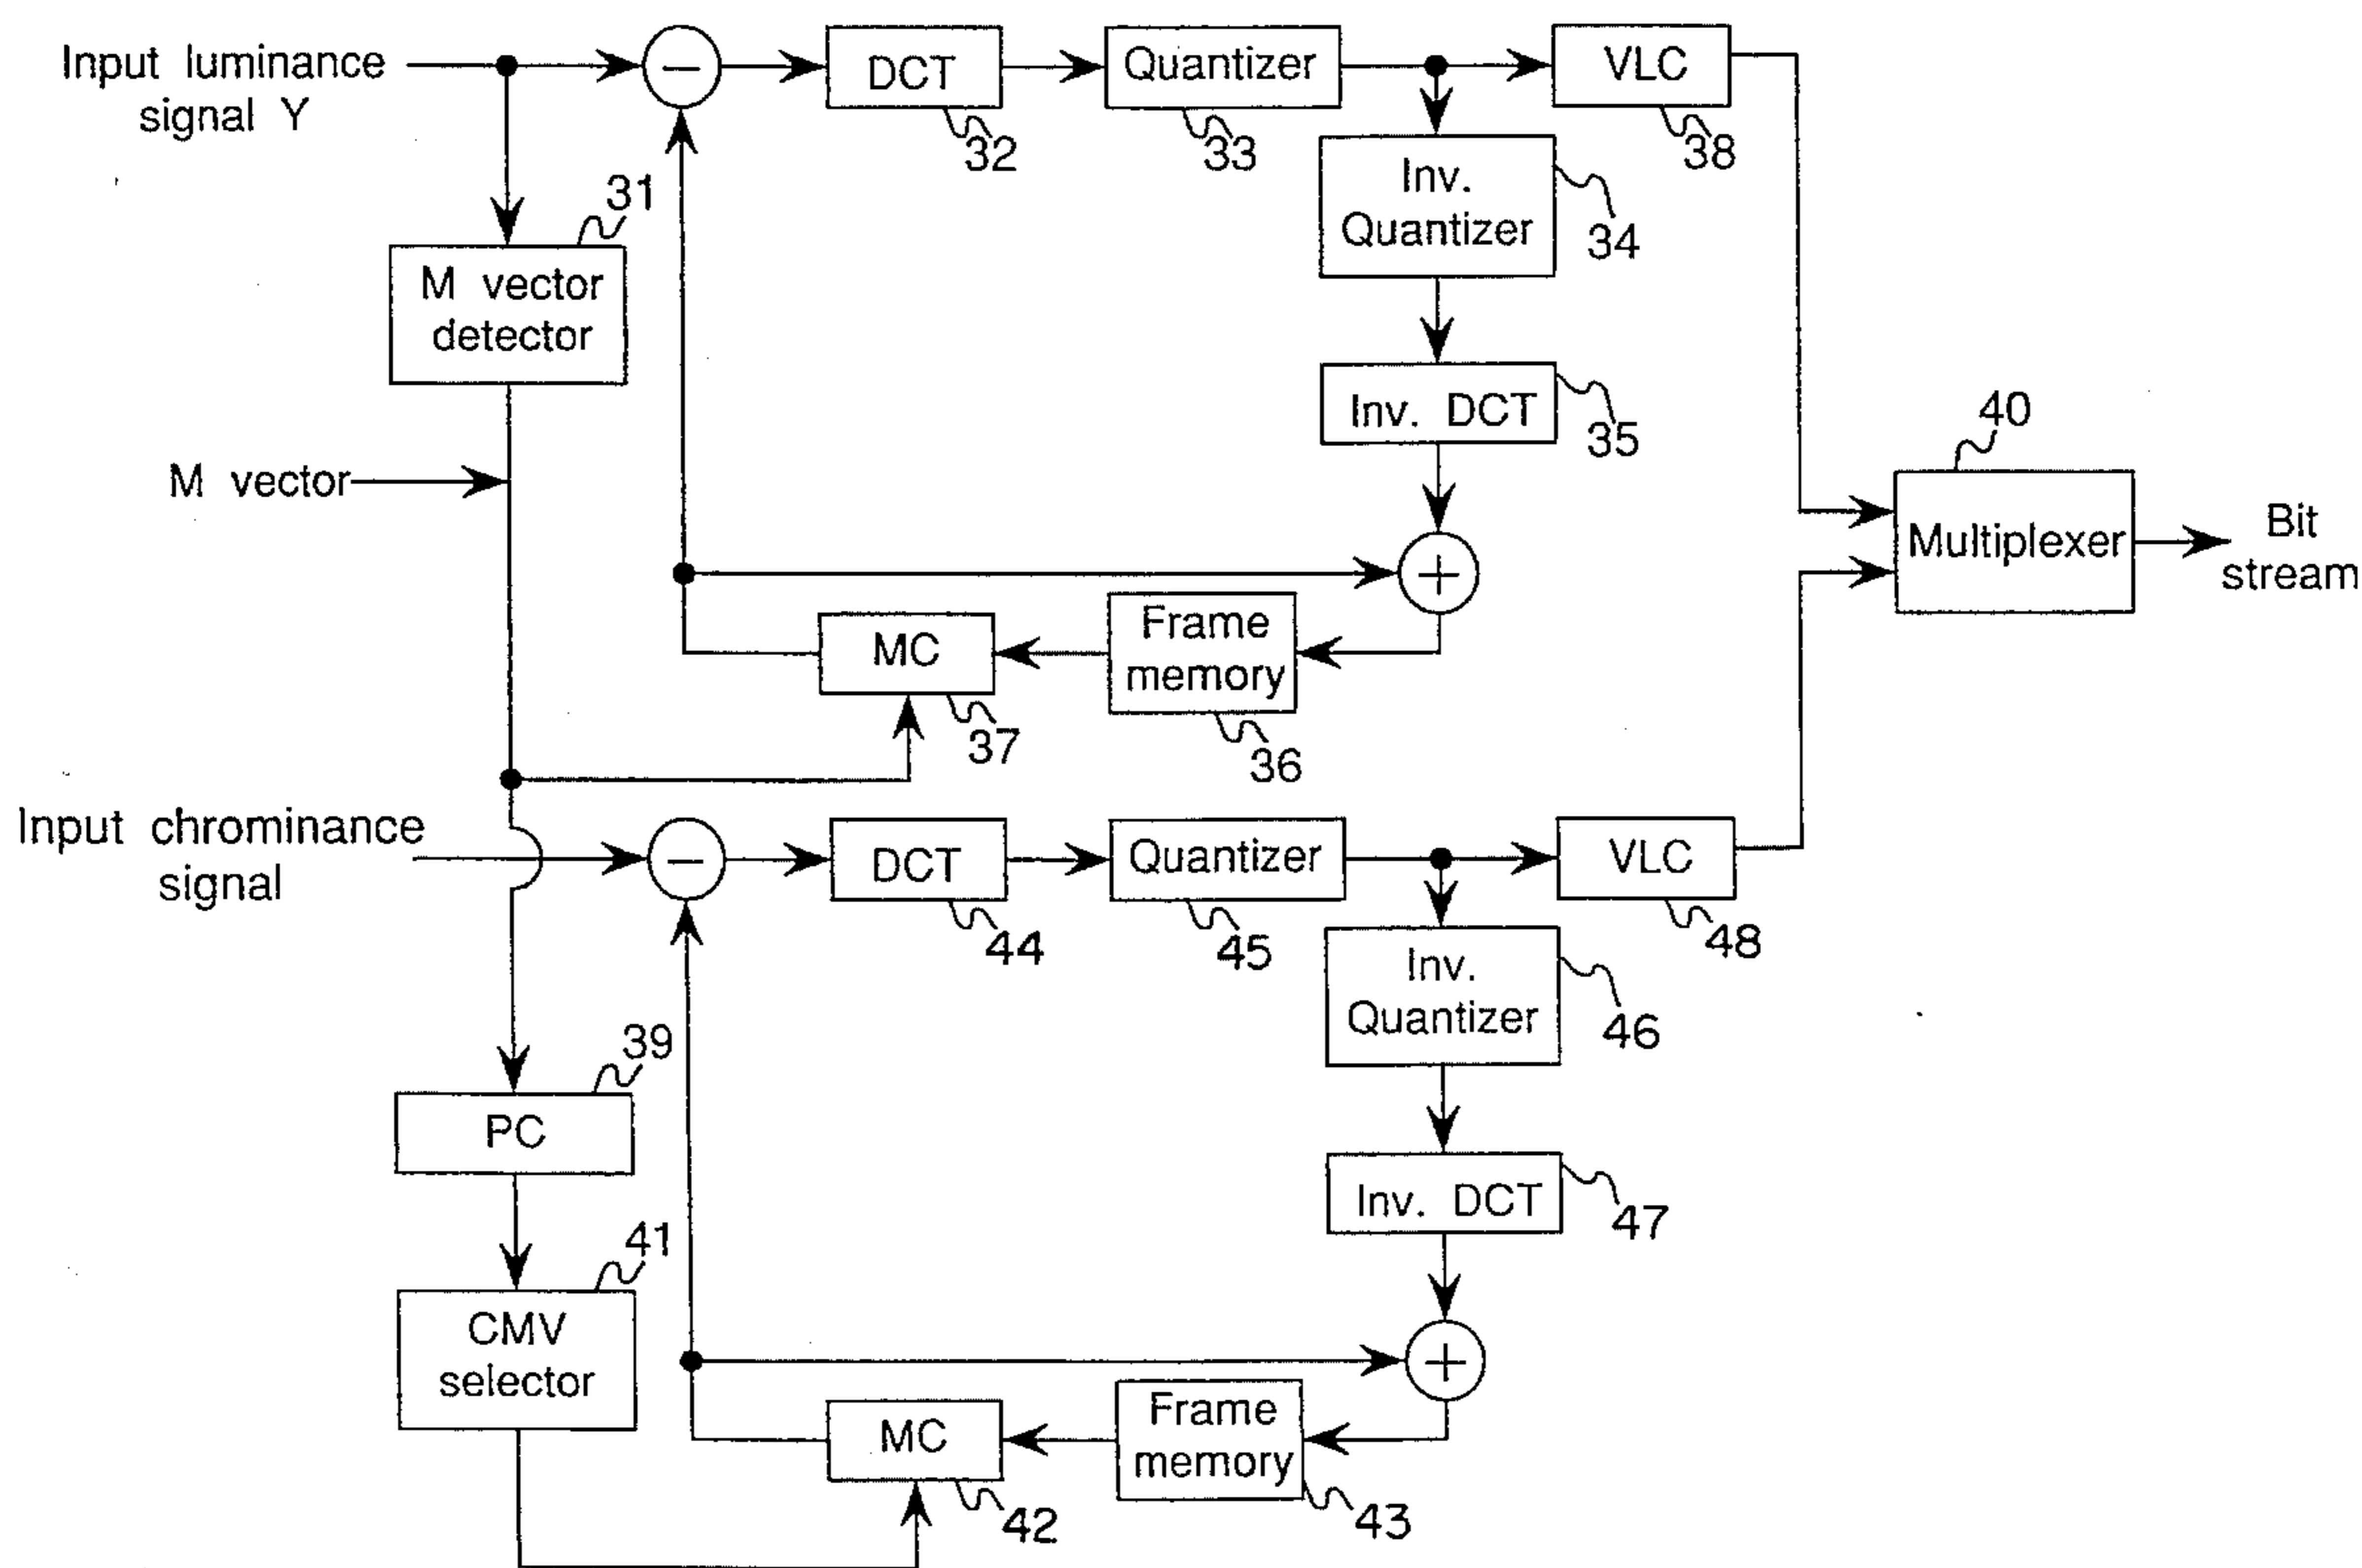 Input luminance
signal Y
DCT
32
Quantizer
33
VLC
38
Inv.
Quantizer
34
31
M vector
detector
Inv. DCT
35
M vector
40
Multiplexer
Bit
stream
MC
37
Frame
memory
36
Input chrominance
signal
DCT
44
Quantizer
45
VLC
48
Inv.
Quantizer
46
39
PC
Inv. DCT
47
41
CMV
selector
MC
42
Frame
memory
43